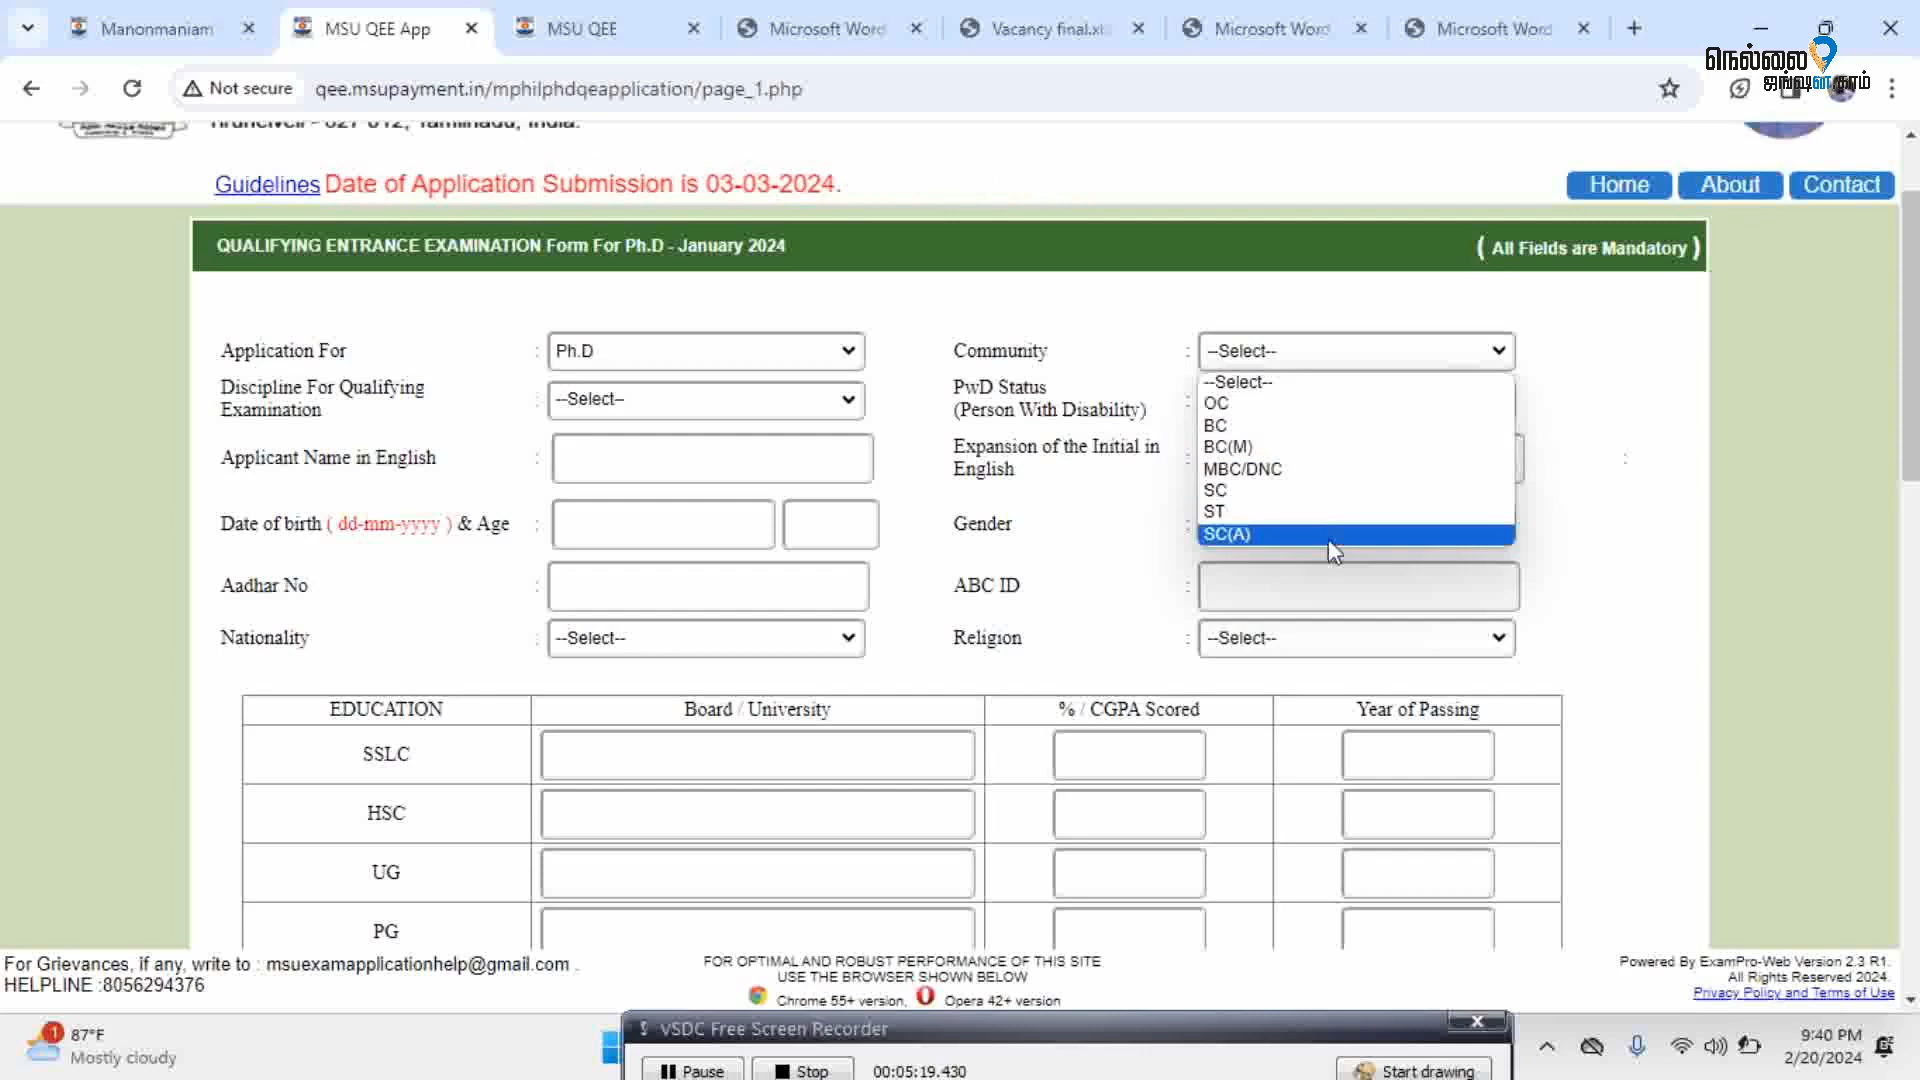 Manonmaniam
MSU QEE App
MSU QEE
Microsoft Word
Vacancy final.xl
Microsoft Word
Microsoft Word
Not secure
qee.msupayment.in/mphilphdqeapplication/page_1.php
நெல்லை
ஜங்ஷன்.காம்
Guidelines Date of Application Submission is 03-03-2024.
Home About Contact
QUALIFYING ENTRANCE EXAMINATION Form For Ph.D - January 2024
( All Fields are Mandatory )
Application For : Ph.D
Community : --Select--
Discipline For Qualifying
Examination : --Select--
PwD Status
(Person With Disability) :
--Select--
OC
BC
BC(M)
MBC/DNC
SC
ST
SC(A)
Applicant Name in English :
Expansion of the Initial in
English : :
Date of birth ( dd-mm-yyyy ) & Age :
Gender :
Aadhar No :
ABC ID :
Nationality : --Select--
Religion : --Select--
EDUCATION Board / University % / CGPA Scored Year of Passing
SSLC
HSC
UG
PG
For Grievances, if any, write to : msuexamapplicationhelp@gmail.com .
HELPLINE :8056294376
FOR OPTIMAL AND ROBUST PERFORMANCE OF THIS SITE
USE THE BROWSER SHOWN BELOW
Chrome 55+ version, Opera 42+ version
Powered By ExamPro-Web Version 2.3 R1.
All Rights Reserved 2024.
Privacy Policy and Terms of Use
1
87°F
Mostly cloudy
VSDC Free Screen Recorder
Pause Stop 00:05:19.430 Start drawing
9:40 PM
2/20/2024